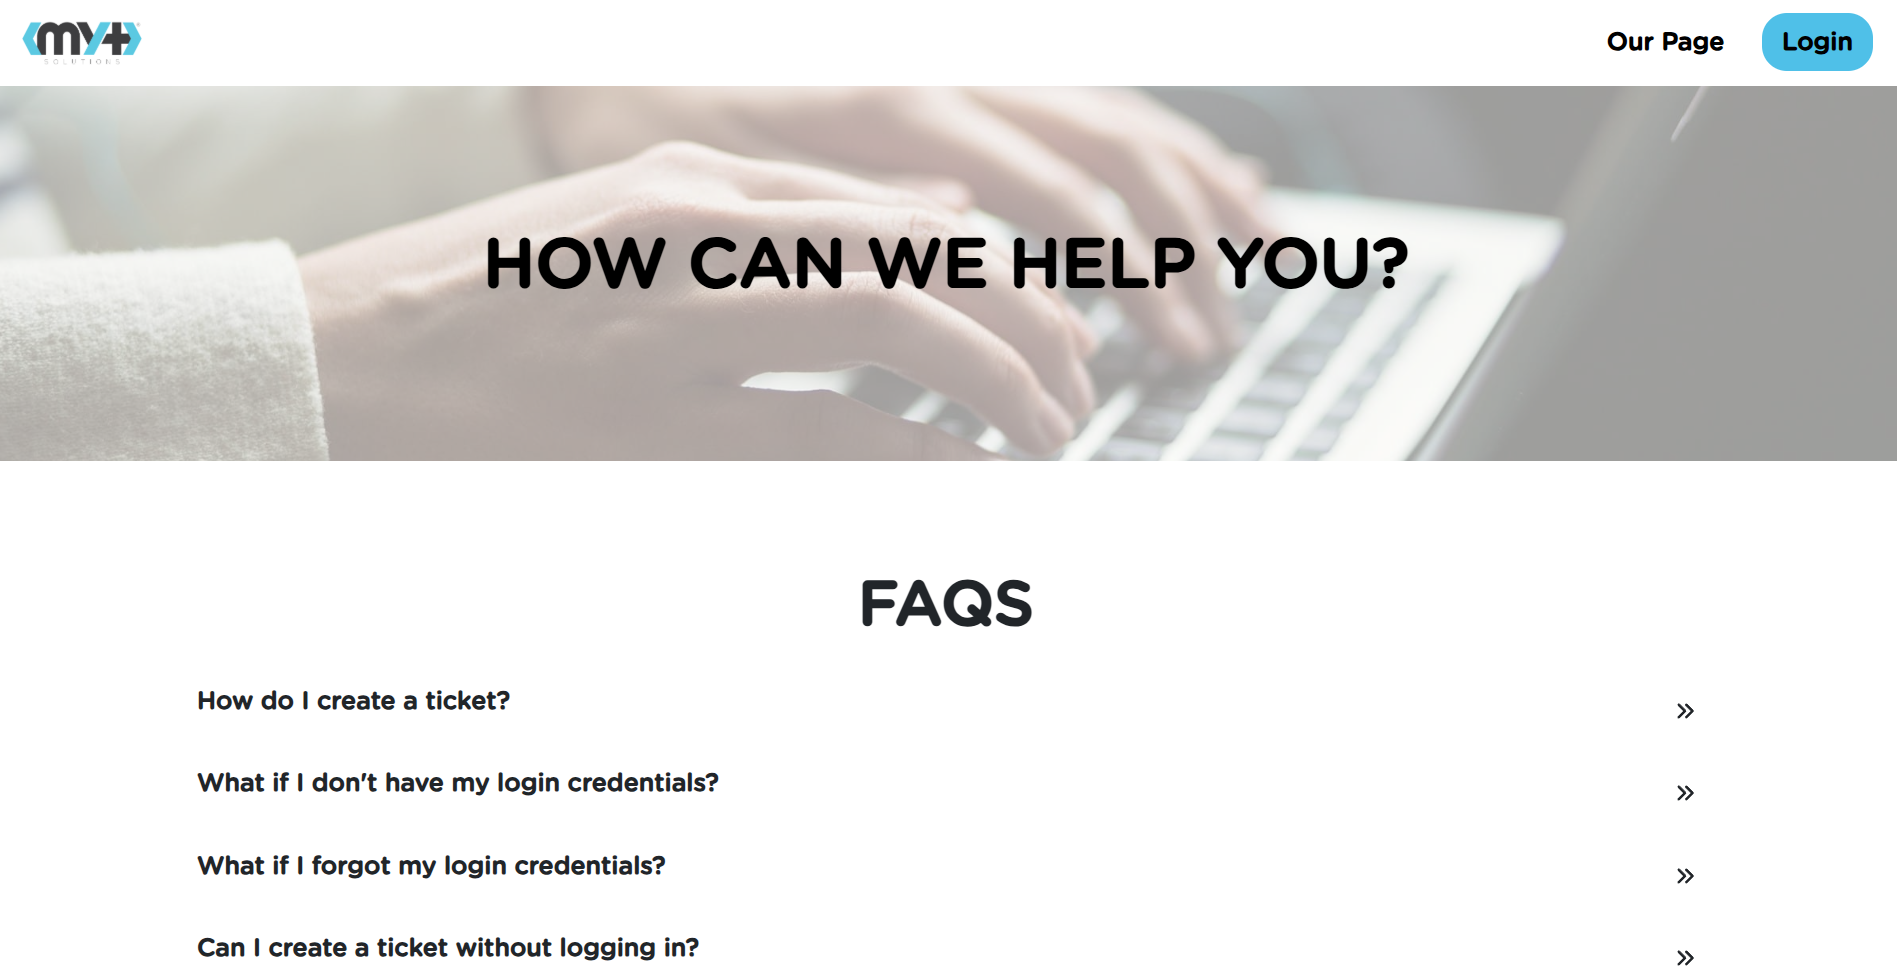 my+
SOLUTIONS
Our Page
Login
HOW CAN WE HELP YOU?
FAQS
How do I create a ticket?
What if I don't have my login credentials?
What if I forgot my login credentials?
Can I create a ticket without logging in?